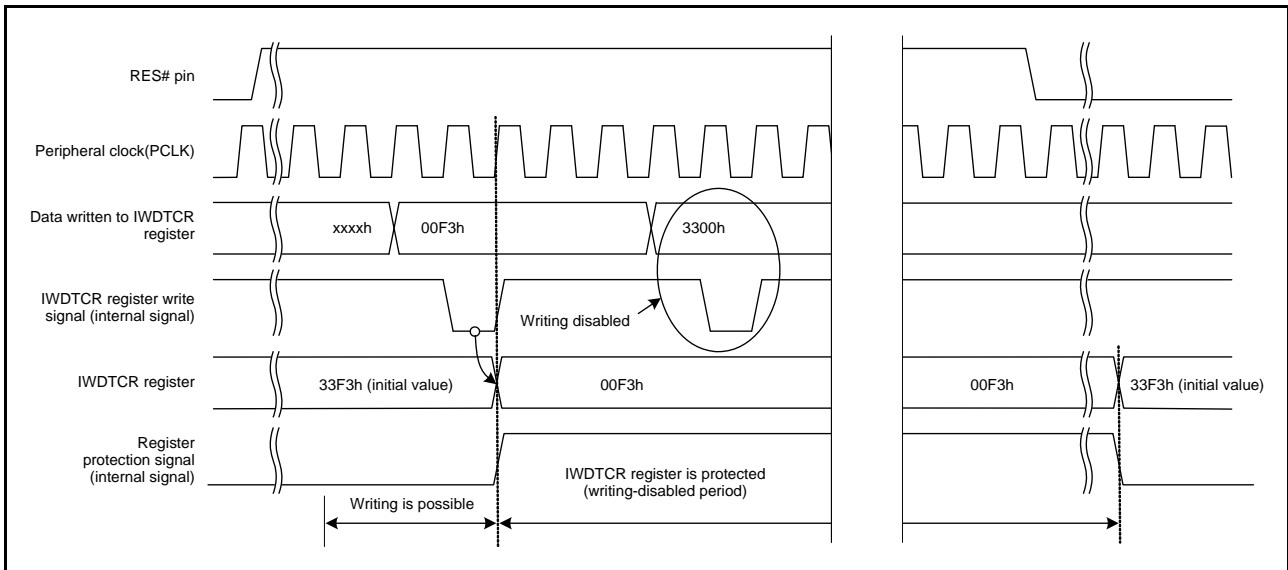 RES# pin
Peripheral clock(PCLK)
Data written to IWDTCR
register
xxxxh
00F3h
3300h
IWDTCR register write
signal (internal signal)
Writing disabled
IWDTCR register
33F3h (initial value)
00F3h
00F3h
33F3h (initial value)
Register
protection signal
(internal signal)
IWDTCR register is protected
(writing-disabled period)
Writing is possible